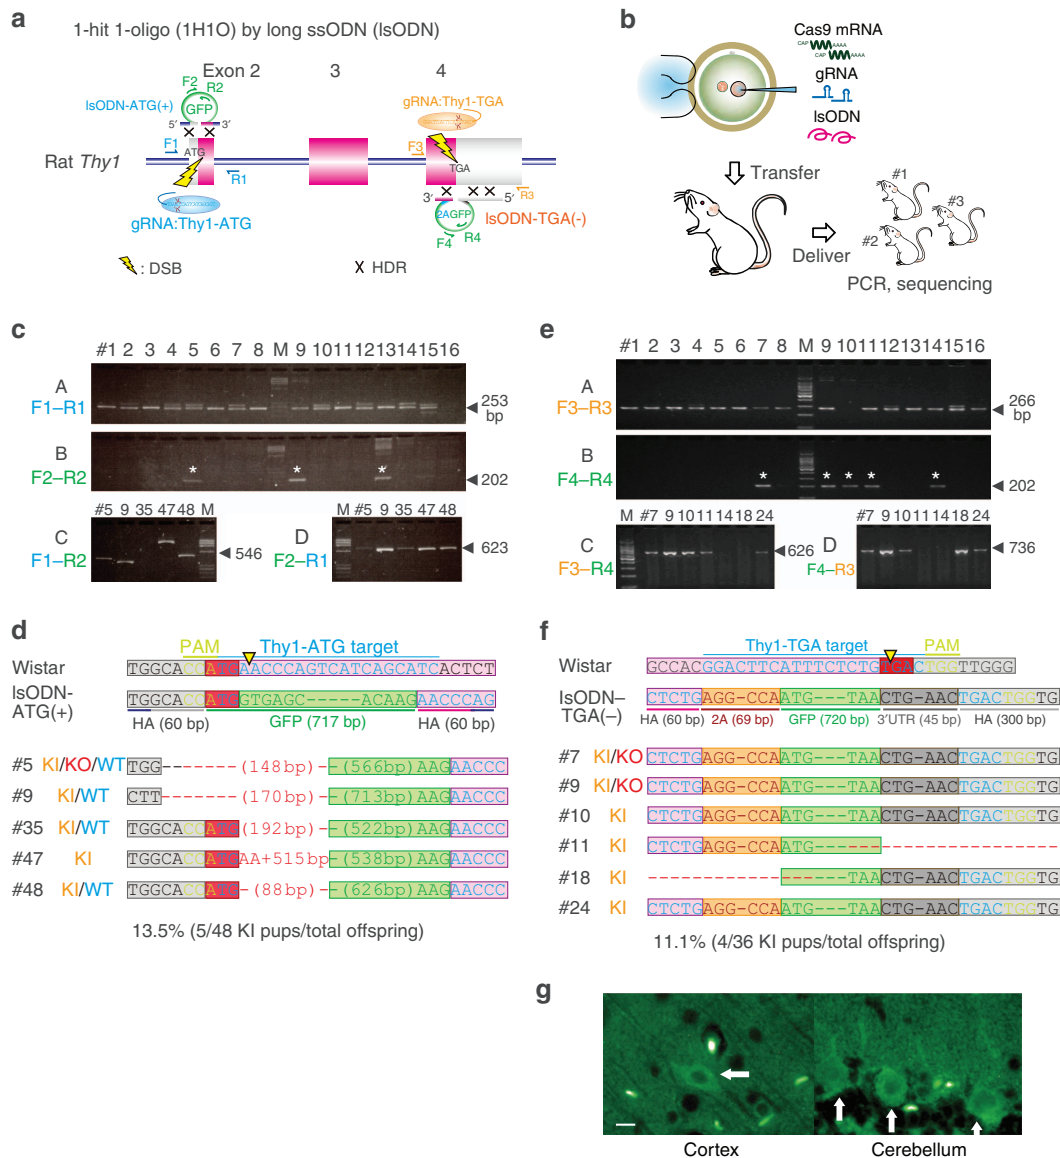 a
1-hit 1-oligo (1H1O) by long ssODN (lsODN)
Exon 2 3 4
F2 R2
lsODN-ATG(+) GFP
5′ 3′
gRNA:Thy1-TGA
F1 ATG F3 TGA
Rat Thy1
R1 R3
gRNA:Thy1-ATG
3′ 5′
2AGFP lsODN-TGA(-)
F4 R4
: DSB X HDR
b
Cas9 mRNA
CAP AAAA
CAP AAAA
gRNA
lsODN
Transfer
#1
#3
#2
Deliver
PCR, sequencing
c
#1 2 3 4 5 6 7 8 M 9 10 11 12 13 14 15 16
A
F1–R1
253
bp
B
F2–R2
* * *
202
#5 9 35 47 48 M
C
F1–R2
546
M #5 9 35 47 48
D
F2–R1
623
e
#1 2 3 4 5 6 7 8 M 9 10 11 12 13 14 15 16
A
F3–R3
266
bp
B
F4–R4
* * * * *
202
M #7 9 10 11 14 18 24
C
F3–R4
626
#7 9 10 11 14 18 24
D
F4–R3
736
d
PAM Thy1-ATG target
Wistar TGGCACCATGAACCCAGTCATCAGCATCACTCT
lsODN-
ATG(+)
TGGCACCATGGTGAGC-----ACAAGAACCCAG
HA (60 bp) GFP (717 bp) HA (60 bp)
#5 KI/KO/WT TGG-------(148bp)--(566bp)AAGAACCC
#9 KI/WT CTT-------(170bp)--(713bp)AAGAACCC
#35 KI/WT TGGCACCATG(192bp)--(522bp)AAGAACCC
#47 KI TGGCACCATGAA+515bp-(538bp)AAGAACCC
#48 KI/WT TGGCACCATG-(88bp)--(626bp)AAGAACCC
13.5% (5/48 KI pups/total offspring)
f
Thy1-TGA target PAM
Wistar GCCACGGACTTCATTTCTCTGTGACTGGTTGGG
lsODN–
TGA(–)
CTCTGAGG-CCAATG---TAACTG-AACTGACTGGTG
HA (60 bp) 2A (69 bp) GFP (720 bp) 3′UTR (45 bp) HA (300 bp)
#7 KI/KO CTCTGAGG-CCAATG---TAACTG-AACTGACTGGTG
#9 KI/KO CTCTGAGG-CCAATG---TAACTG-AACTGACTGGTG
#10 KI CTCTGAGG-CCAATG---TAACTG-AACTGACTGGTG
#11 KI CTCTGAGG-CCAATG----------------
#18 KI ----------------TAACTG-AACTGACTGGTG
#24 KI CTCTGAGG-CCAATG---TAACTG-AACTGACTGGTG
11.1% (4/36 KI pups/total offspring)
g
Cortex Cerebellum